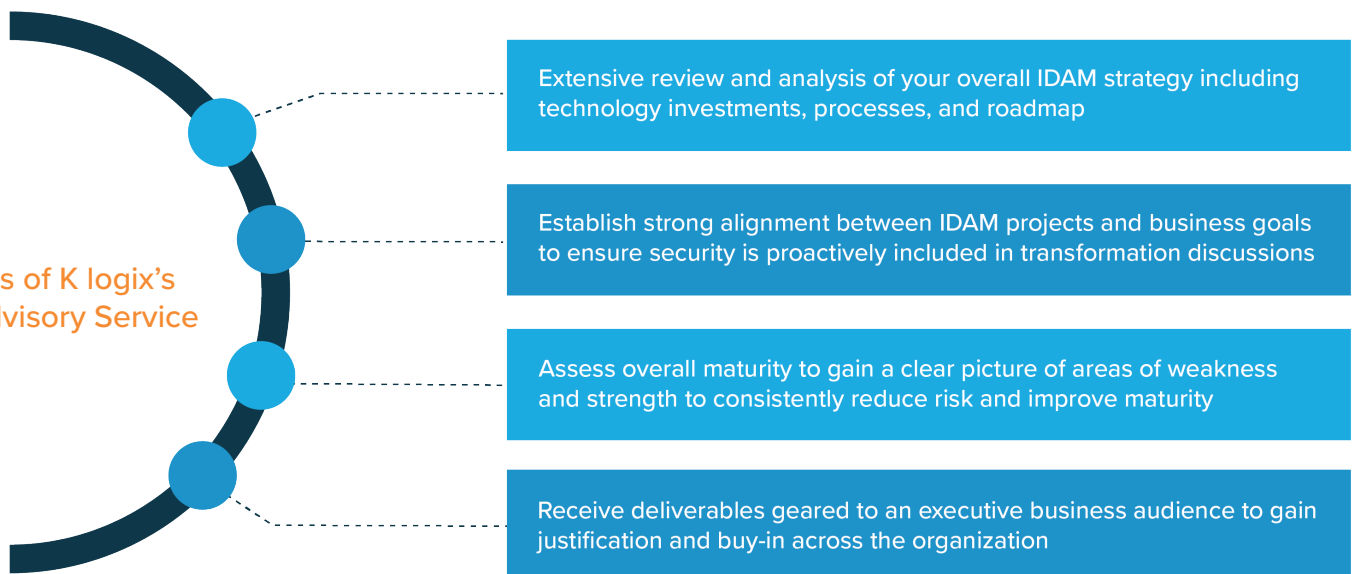 s of K logix's
visory Service
Extensive review and analysis of your overall IDAM strategy including
technology investments, processes, and roadmap
Establish strong alignment between IDAM projects and business goals
to ensure security is proactively included in transformation discussions
Assess overall maturity to gain a clear picture of areas of weakness
and strength to consistently reduce risk and improve maturity
Receive deliverables geared to an executive business audience to gain
justification and buy-in across the organization